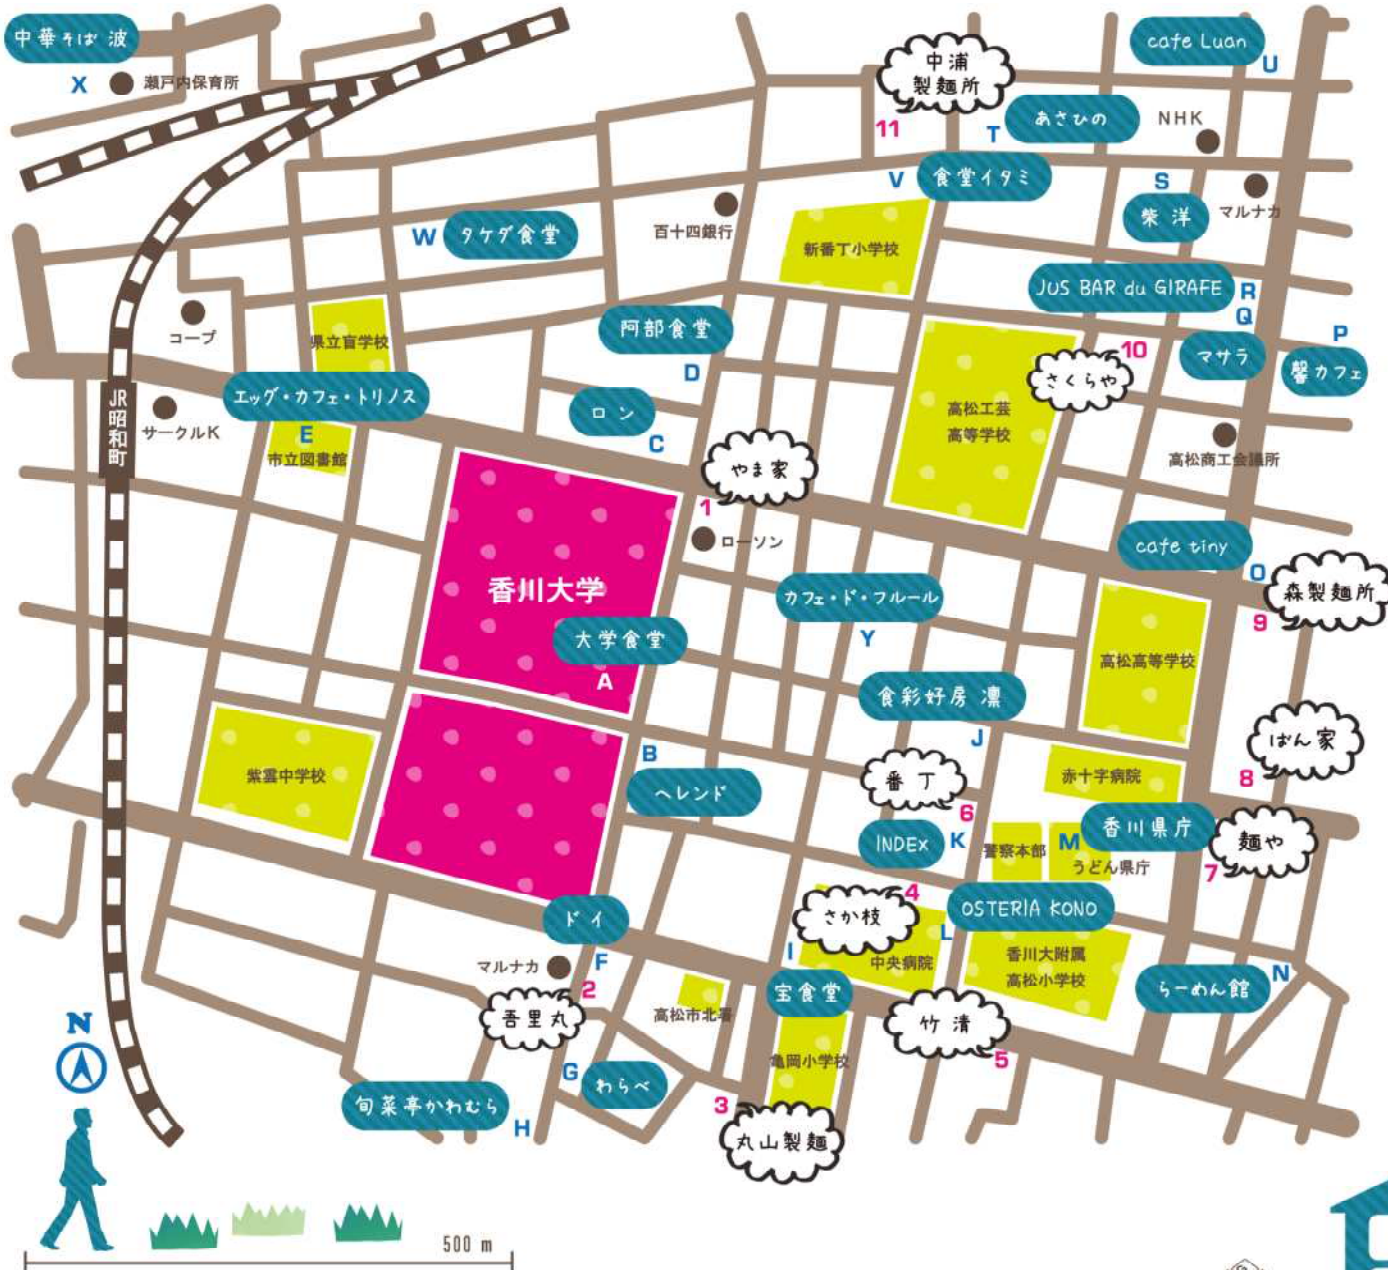 中華そば 波
X
瀬戸内保育所
cafe Luan
U
中浦
製麺所
11
T
あさひの
NHK
V
食堂イタミ
S
マルナカ
柴洋
百十四銀行
W
タケダ食堂
新番丁小学校
JUS BAR du GIRAFE
R
Q
P
コープ
県立盲学校
阿部食堂
D
10
さくらや
マサラ
馨カフェ
JR昭和町
サークルK
エッグ・カフェ・トリノス
E
市立図書館
ロン
C
高松工芸
高等学校
高松商工会議所
やま家
1
ローソン
cafe tiny
O
森製麺所
9
香川大学
大学食堂
A
カフェ・ド・フルール
Y
高松高等学校
食彩好房 凛
J
ばん家
8
紫雲中学校
B
ヘレンド
番丁
6
赤十字病院
INDEX
K
警察本部
M
香川県庁
うどん県庁
麺や
7
さか枝
4
OSTERIA KONO
L
中央病院
香川大附属
高松小学校
ドイ
F
マルナカ
2
吾里丸
高松市北署
I
宝食堂
竹清
5
らーめん館
N
亀岡小学校
G
わらべ
旬菜亭かわむら
H
3
丸山製麺
N
500 m